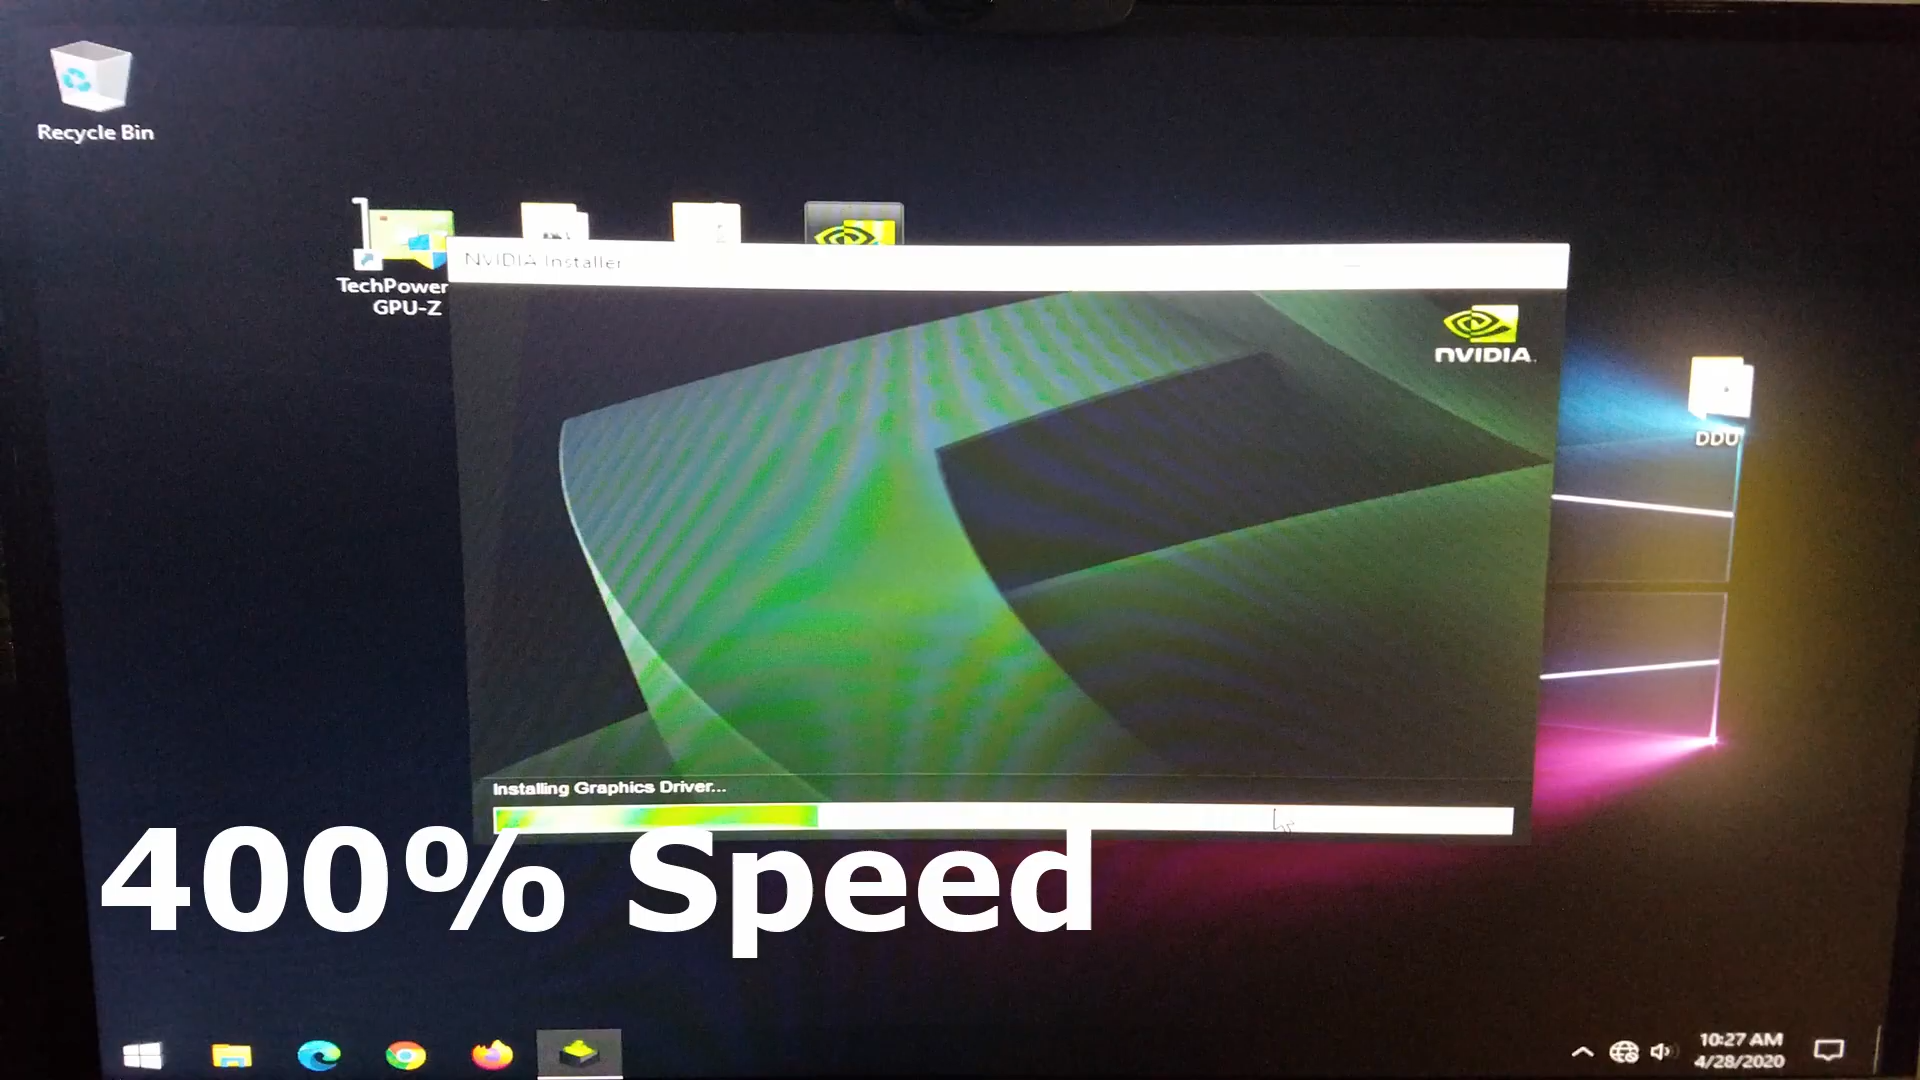 Recycle Bin
TechPower
GPU-Z
NVIDIA Installer
NVIDIA.
DDU
Installing Graphics Driver...
400% Speed
10:27 AM
4/28/2020